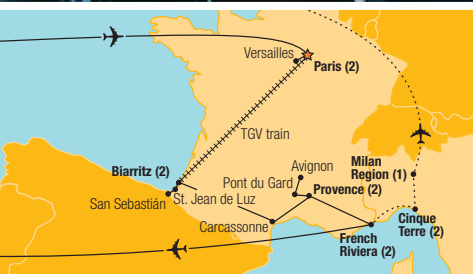 Versailles
Paris (2)
TGV train
Biarritz (2)
San Sebastián
St. Jean de Luz
Avignon
Pont du Gard
Provence (2)
Milan
Region (1)
Carcassonne
French
Riviera (2)
Cinque
Terre (2)